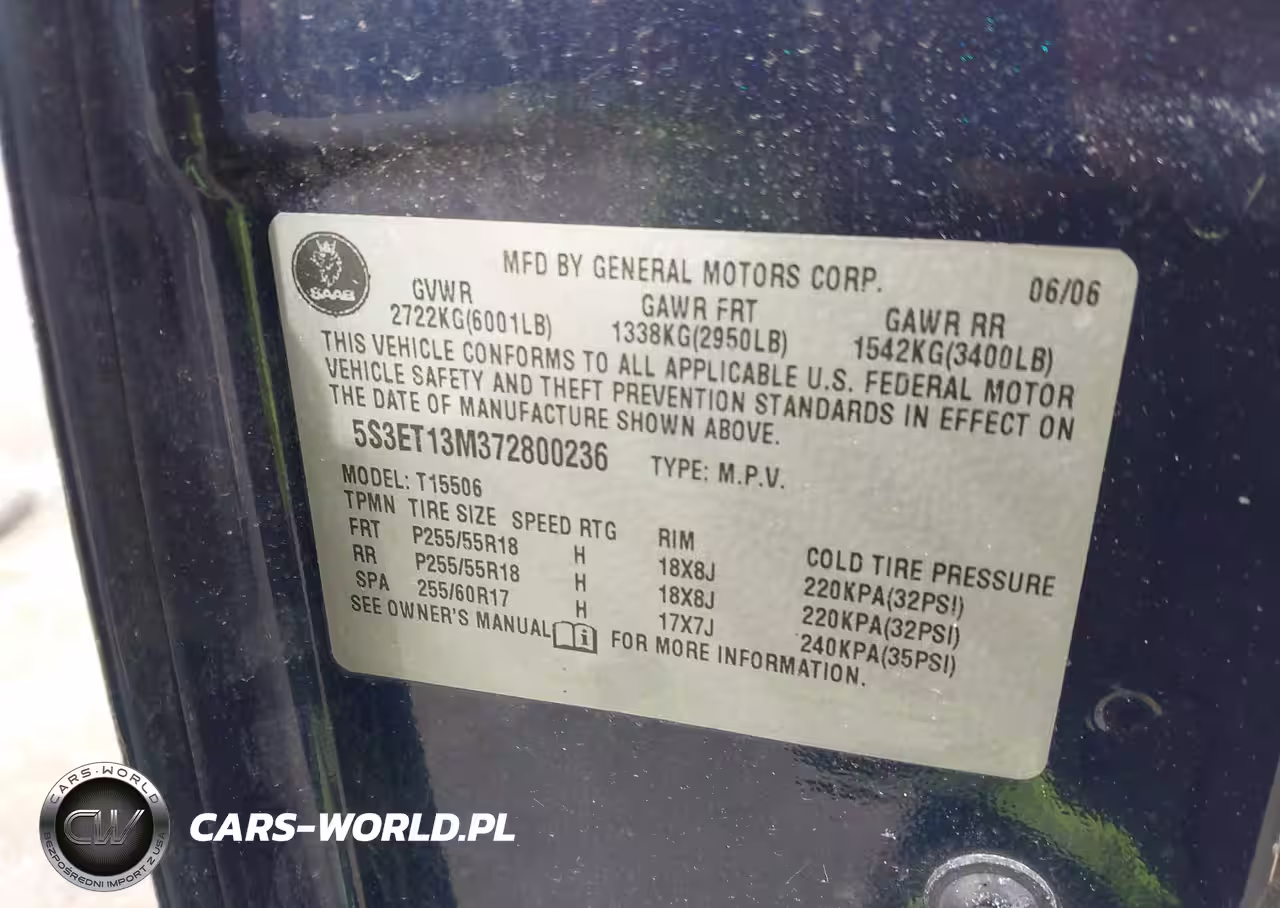 SAAB
MFD BY GENERAL MOTORS CORP. 06/06
GVWR GAWR FRT GAWR RR
2722KG(6001LB) 1338KG(2950LB) 1542KG(3400LB)
THIS VEHICLE CONFORMS TO ALL APPLICABLE U.S. FEDERAL MOTOR
VEHICLE SAFETY AND THEFT PREVENTION STANDARDS IN EFFECT ON
THE DATE OF MANUFACTURE SHOWN ABOVE.
5S3ET13M372800236 TYPE: M.P.V.
MODEL: T15506
TPMN TIRE SIZE SPEED RTG RIM COLD TIRE PRESSURE
FRT P255/55R18 H 18X8J 220KPA(32PSI)
RR P255/55R18 H 18X8J 220KPA(32PSI)
SPA 255/60R17 H 17X7J 240KPA(35PSI)
SEE OWNER'S MANUAL FOR MORE INFORMATION.
CARS-WORLD
CW
BEZPOŚREDNI IMPORT Z USA
CARS-WORLD.PL